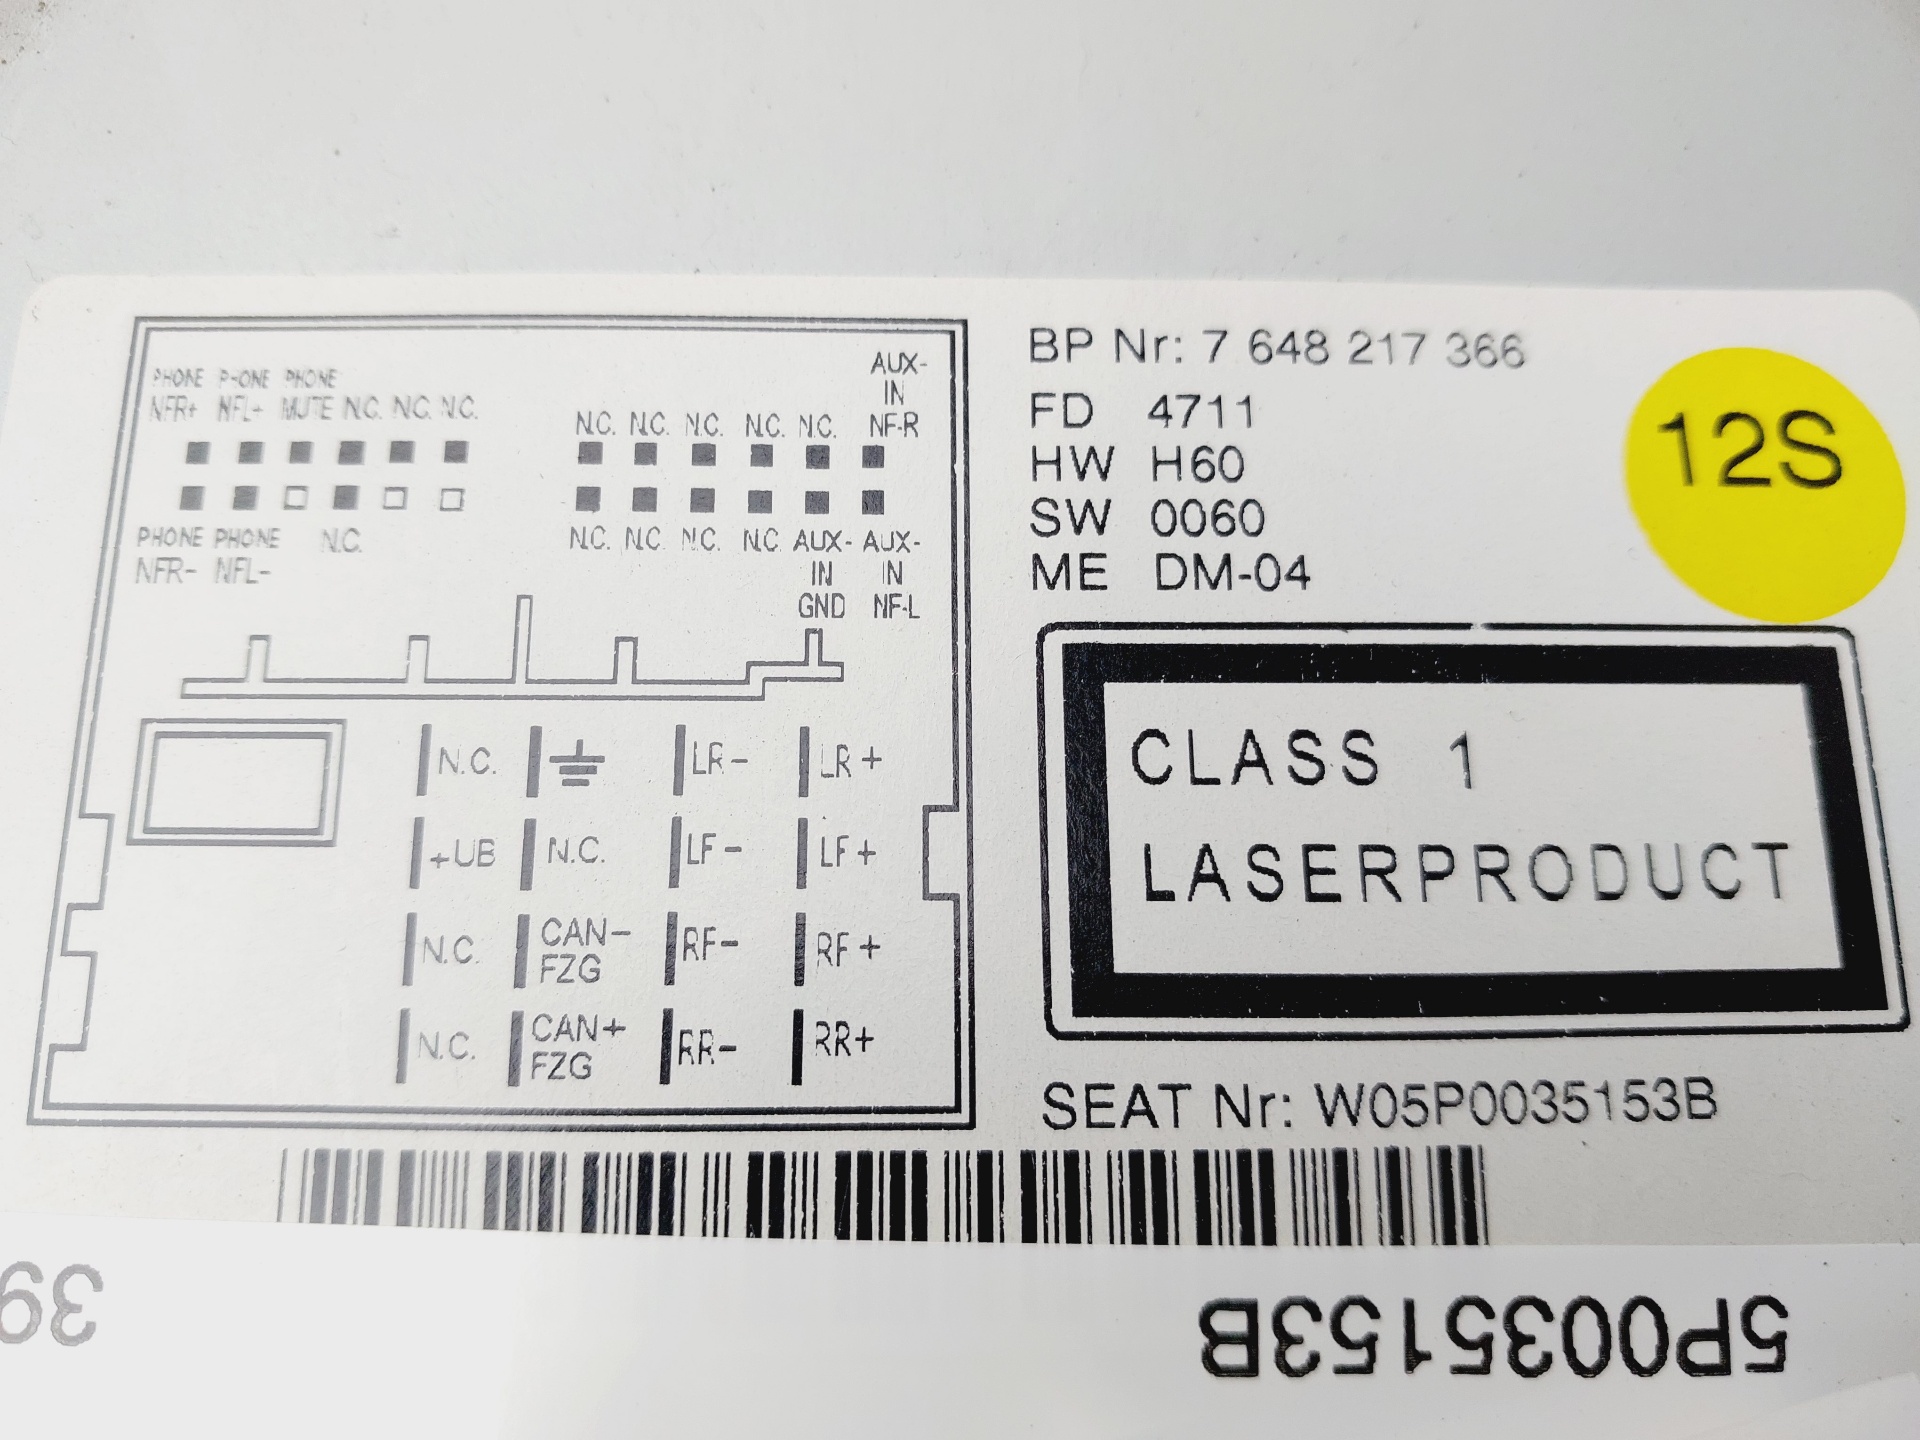 PHONE P-ONE PHONE
NFR+ NFL+ MUTE N.C. N.C. N.C.
AUX-
IN
N.C. N.C. N.C. N.C. N.C. NF-R
PHONE PHONE N.C.
NFR- NFL-
N.C. N.C. N.C. N.C. AUX- AUX-
IN IN
GND NF-L
N.C. LR- LR+
+UB N.C. LF- LF+
N.C. CAN- RF- RF+
FZG
N.C. CAN+ RR- RR+
FZG
BP Nr: 7 648 217 366
FD 4711
HW H60
SW 0060
ME DM-04
12S
CLASS 1
LASERPRODUCT
SEAT Nr: W05P0035153B
5P0035153B
39